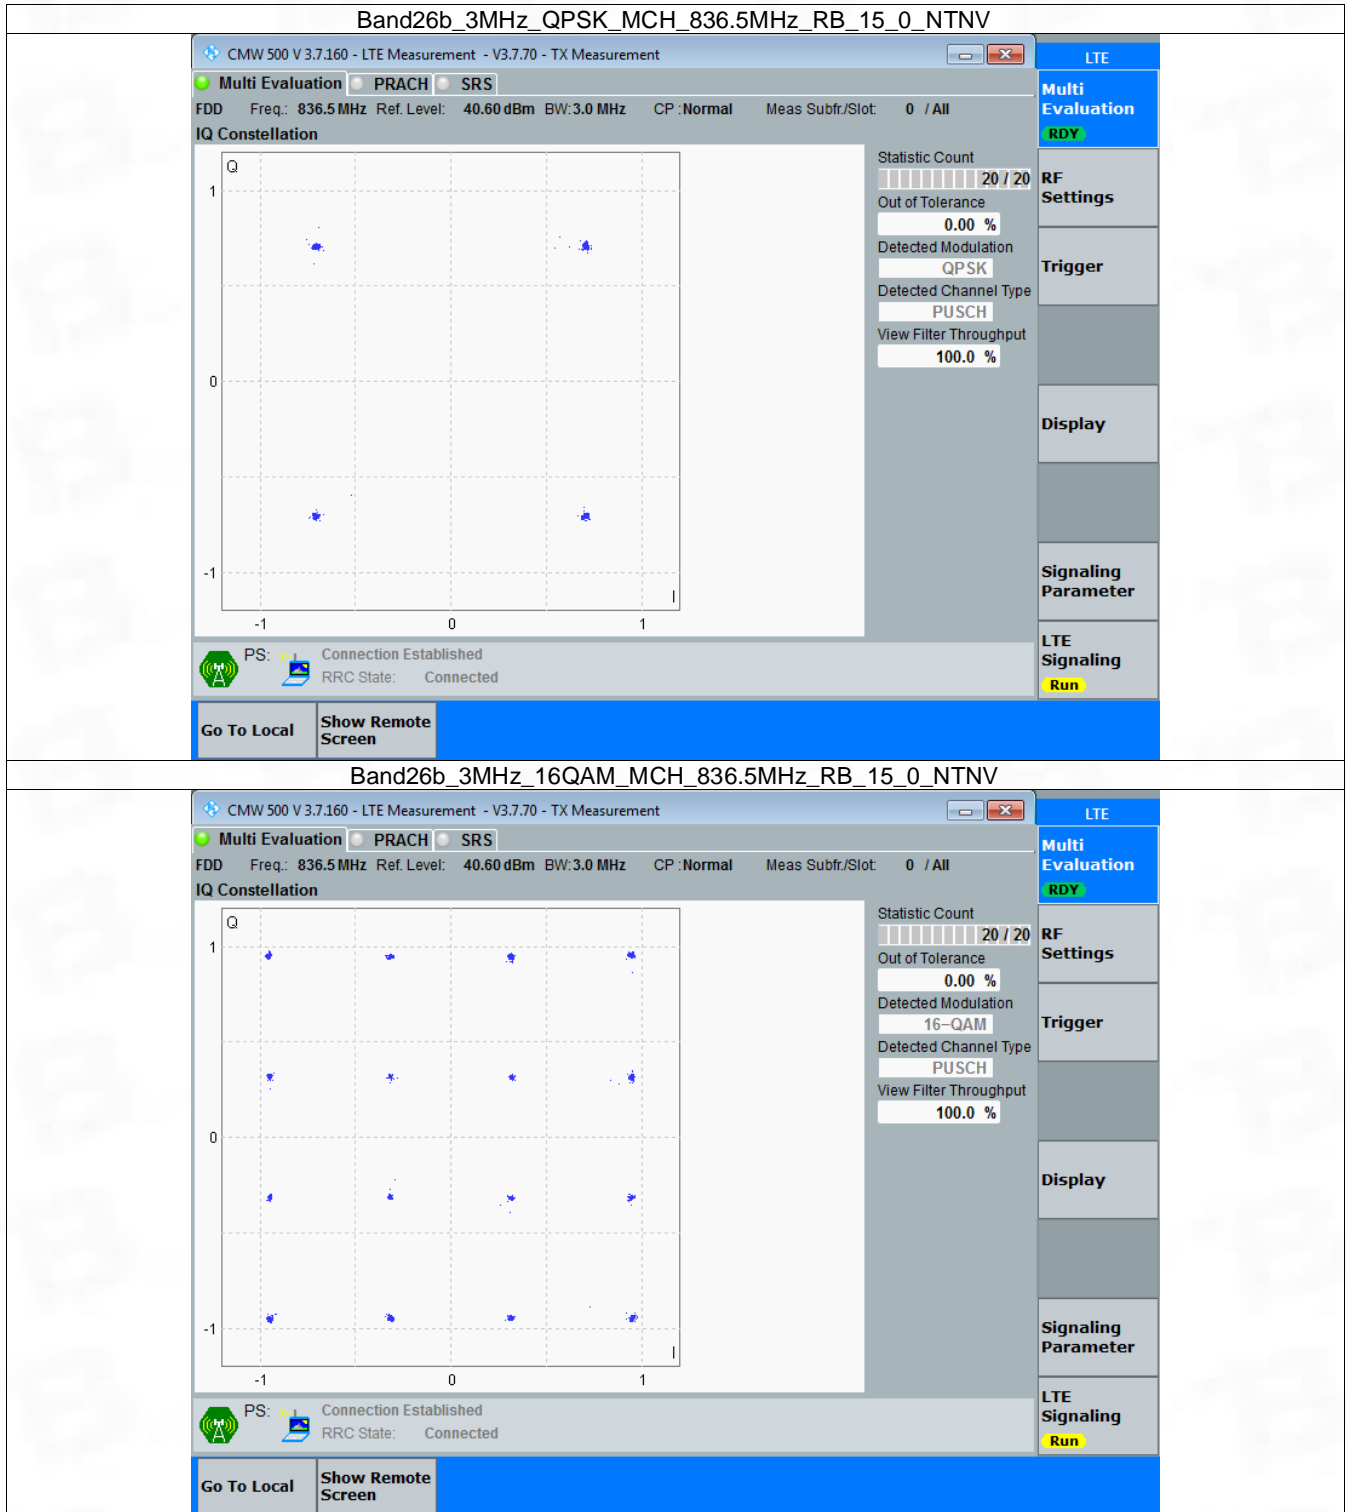 Band26b_3MHz_QPSK_MCH_836.5MHz_RB_15_0_NTNV
CMW 500 V 3.7.160 - LTE Measurement - V3.7.70 - TX Measurement
LTE
Multi Evaluation PRACH SRS
Multi
Evaluation
RDY
FDD Freq.: 836.5 MHz Ref. Level: 40.60 dBm BW: 3.0 MHz CP : Normal Meas Subfr./Slot: 0 / All
IQ Constellation
Q
1
0
-1
I
-1 0 1
Statistic Count
20 / 20
Out of Tolerance
0.00 %
Detected Modulation
QPSK
Detected Channel Type
PUSCH
View Filter Throughput
100.0 %
RF
Settings
Trigger
Display
Signaling
Parameter
LTE
Signaling
Run
PS: Connection Established
RRC State: Connected
Go To Local
Show Remote
Screen
Band26b_3MHz_16QAM_MCH_836.5MHz_RB_15_0_NTNV
CMW 500 V 3.7.160 - LTE Measurement - V3.7.70 - TX Measurement
LTE
Multi Evaluation PRACH SRS
Multi
Evaluation
RDY
FDD Freq.: 836.5 MHz Ref. Level: 40.60 dBm BW: 3.0 MHz CP : Normal Meas Subfr./Slot: 0 / All
IQ Constellation
Q
1
0
-1
I
-1 0 1
Statistic Count
20 / 20
Out of Tolerance
0.00 %
Detected Modulation
16-QAM
Detected Channel Type
PUSCH
View Filter Throughput
100.0 %
RF
Settings
Trigger
Display
Signaling
Parameter
LTE
Signaling
Run
PS: Connection Established
RRC State: Connected
Go To Local
Show Remote
Screen